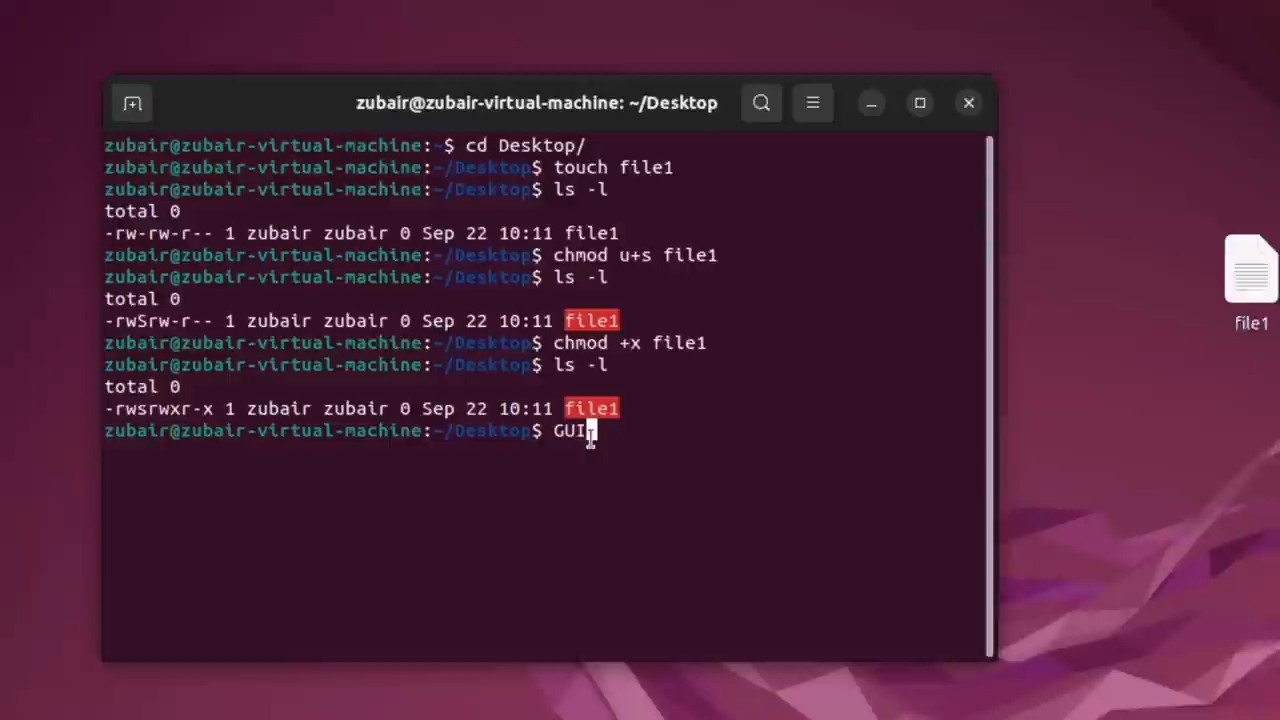 zubair@zubair-virtual-machine: ~/Desktop
zubair@zubair-virtual-machine:~$ cd Desktop/
zubair@zubair-virtual-machine:~/Desktop$ touch file1
zubair@zubair-virtual-machine:~/Desktop$ ls -l
total 0
-rw-rw-r-- 1 zubair zubair 0 Sep 22 10:11 file1
zubair@zubair-virtual-machine:~/Desktop$ chmod u+s file1
zubair@zubair-virtual-machine:~/Desktop$ ls -l
total 0
-rwSrw-r-- 1 zubair zubair 0 Sep 22 10:11 file1
zubair@zubair-virtual-machine:~/Desktop$ chmod +x file1
zubair@zubair-virtual-machine:~/Desktop$ ls -l
total 0
-rwsrwxr-x 1 zubair zubair 0 Sep 22 10:11 file1
zubair@zubair-virtual-machine:~/Desktop$ GUI
file1